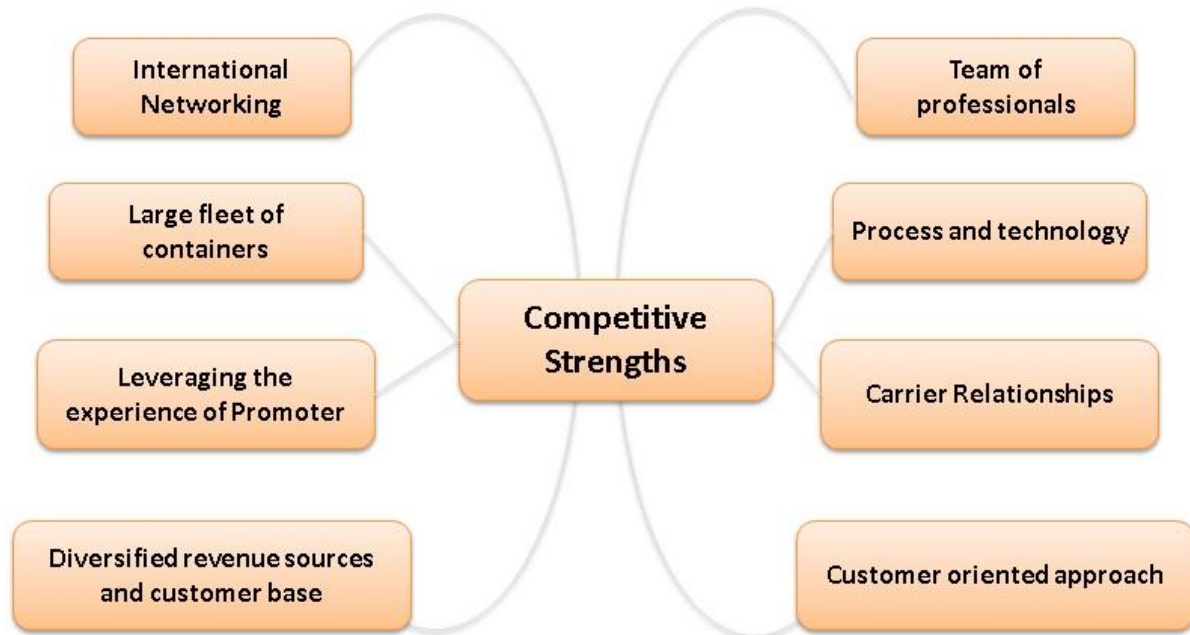 International
Networking
Team of
professionals
Large fleet of
containers
Process and technology
Competitive
Strengths
Leveraging the
experience of Promoter
Carrier Relationships
Diversified revenue sources
and customer base
Customer oriented approach